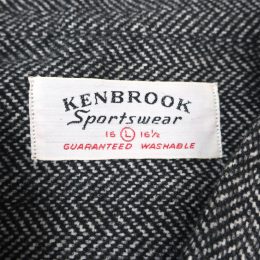 KENBROOK
Sportswear
16 L 16½
GUARANTEED WASHABLE